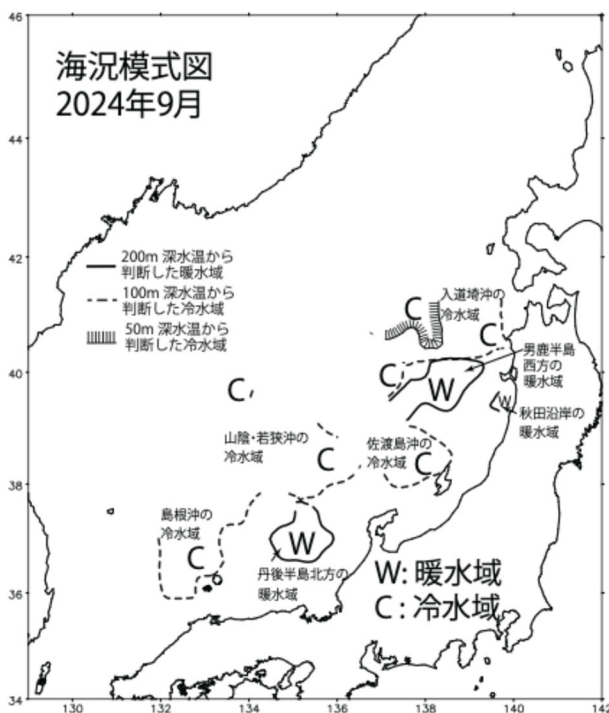 海況模式図
2024年9月
200m 深水温から
判断した暖水域
100m 深水温から
判断した冷水域
50m 深水温から
判断した冷水域
入道埼沖の
冷水域
C
C
男鹿半島
西方の
暖水域
C
W
C
W
秋田沿岸の
暖水域
山陰・若狭沖の
冷水域
C
佐渡島沖の
冷水域
C
島根沖の
冷水域
C
W
丹後半島北方の
暖水域
W: 暖水域
C : 冷水域
46
44
42
40
38
36
34
130
132
134
136
138
140
142